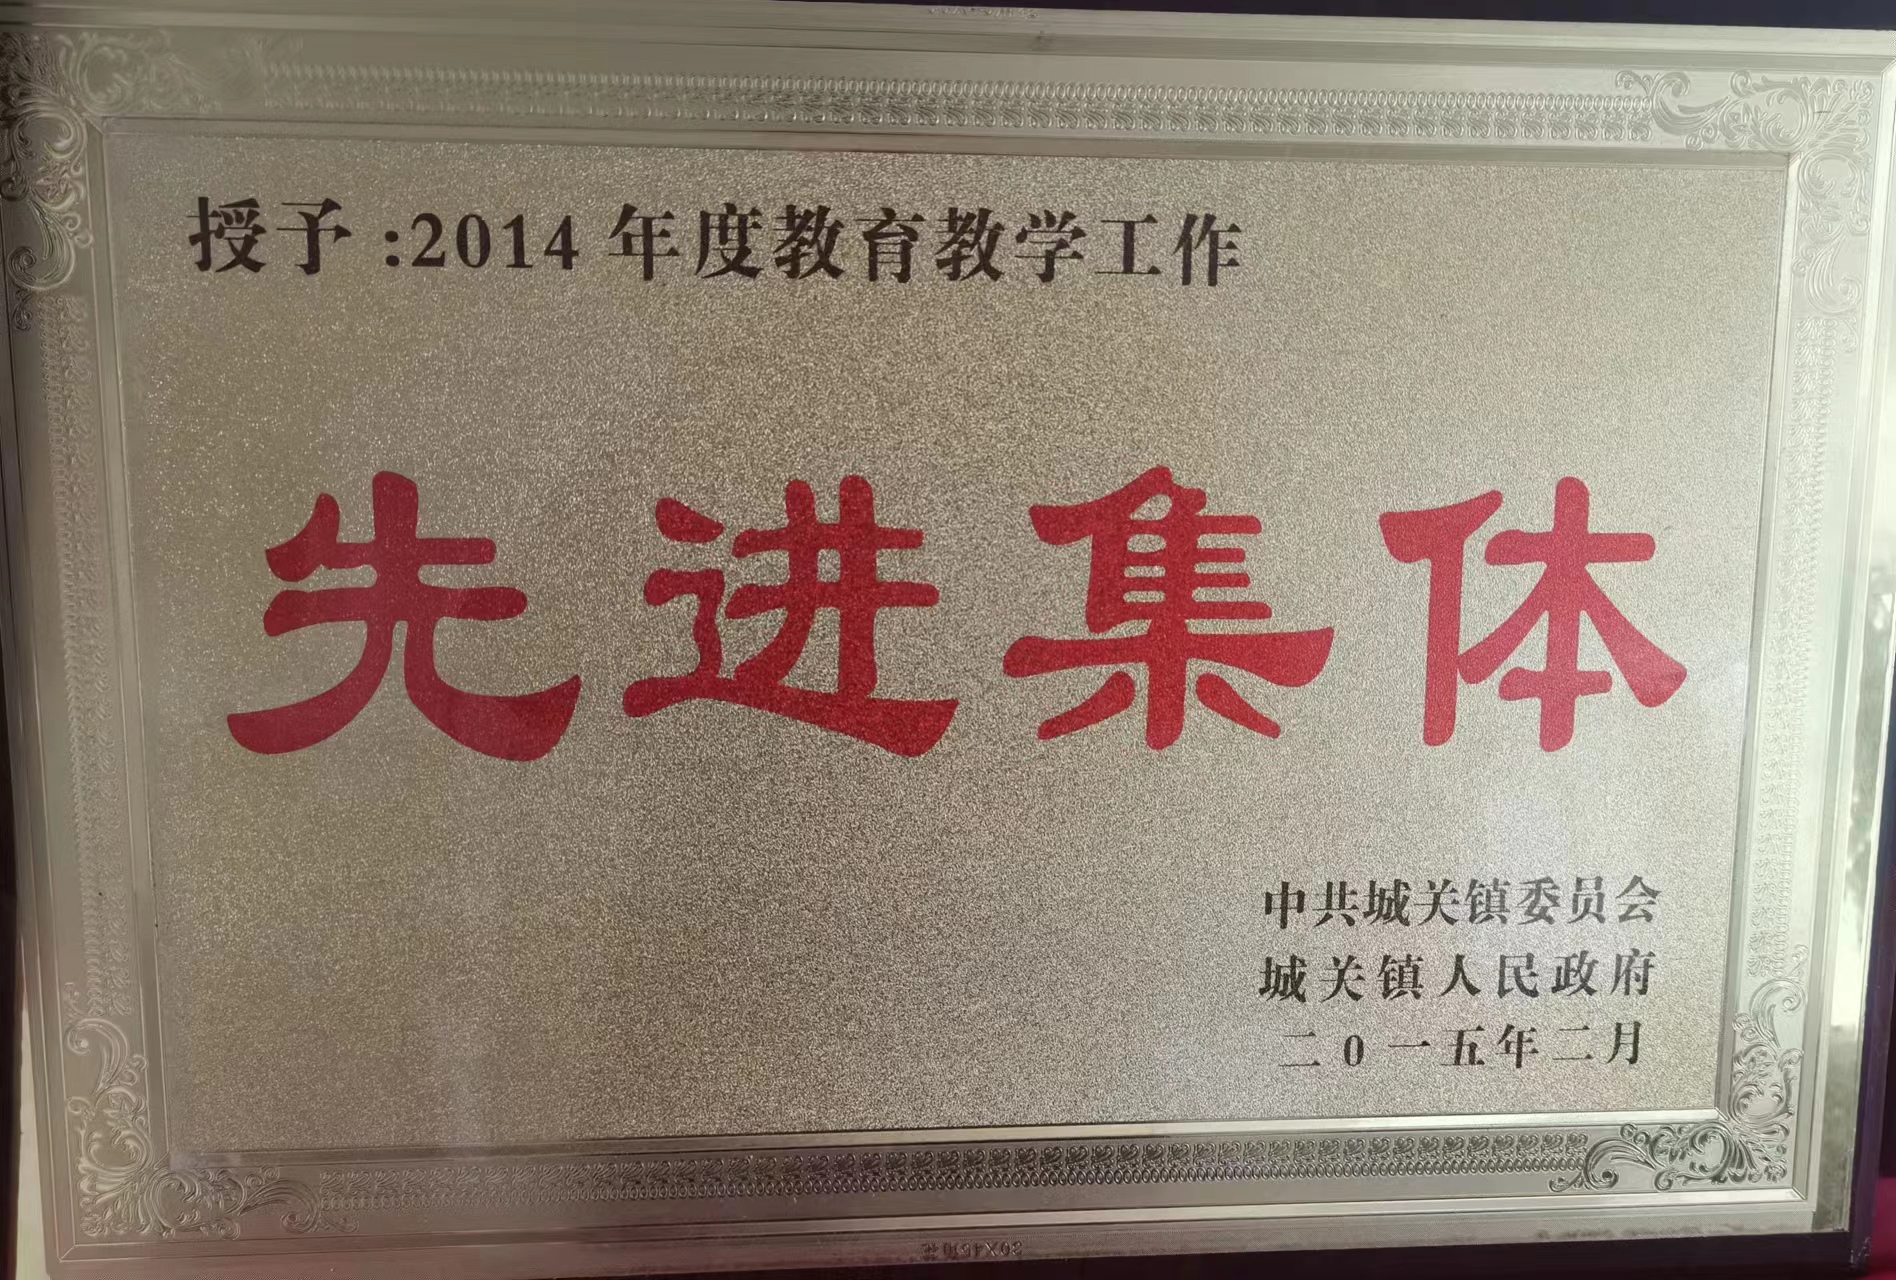 授予:2014年度教育教学工作
先进集体
中共城关镇委员会
城关镇人民政府
二0一五年二月